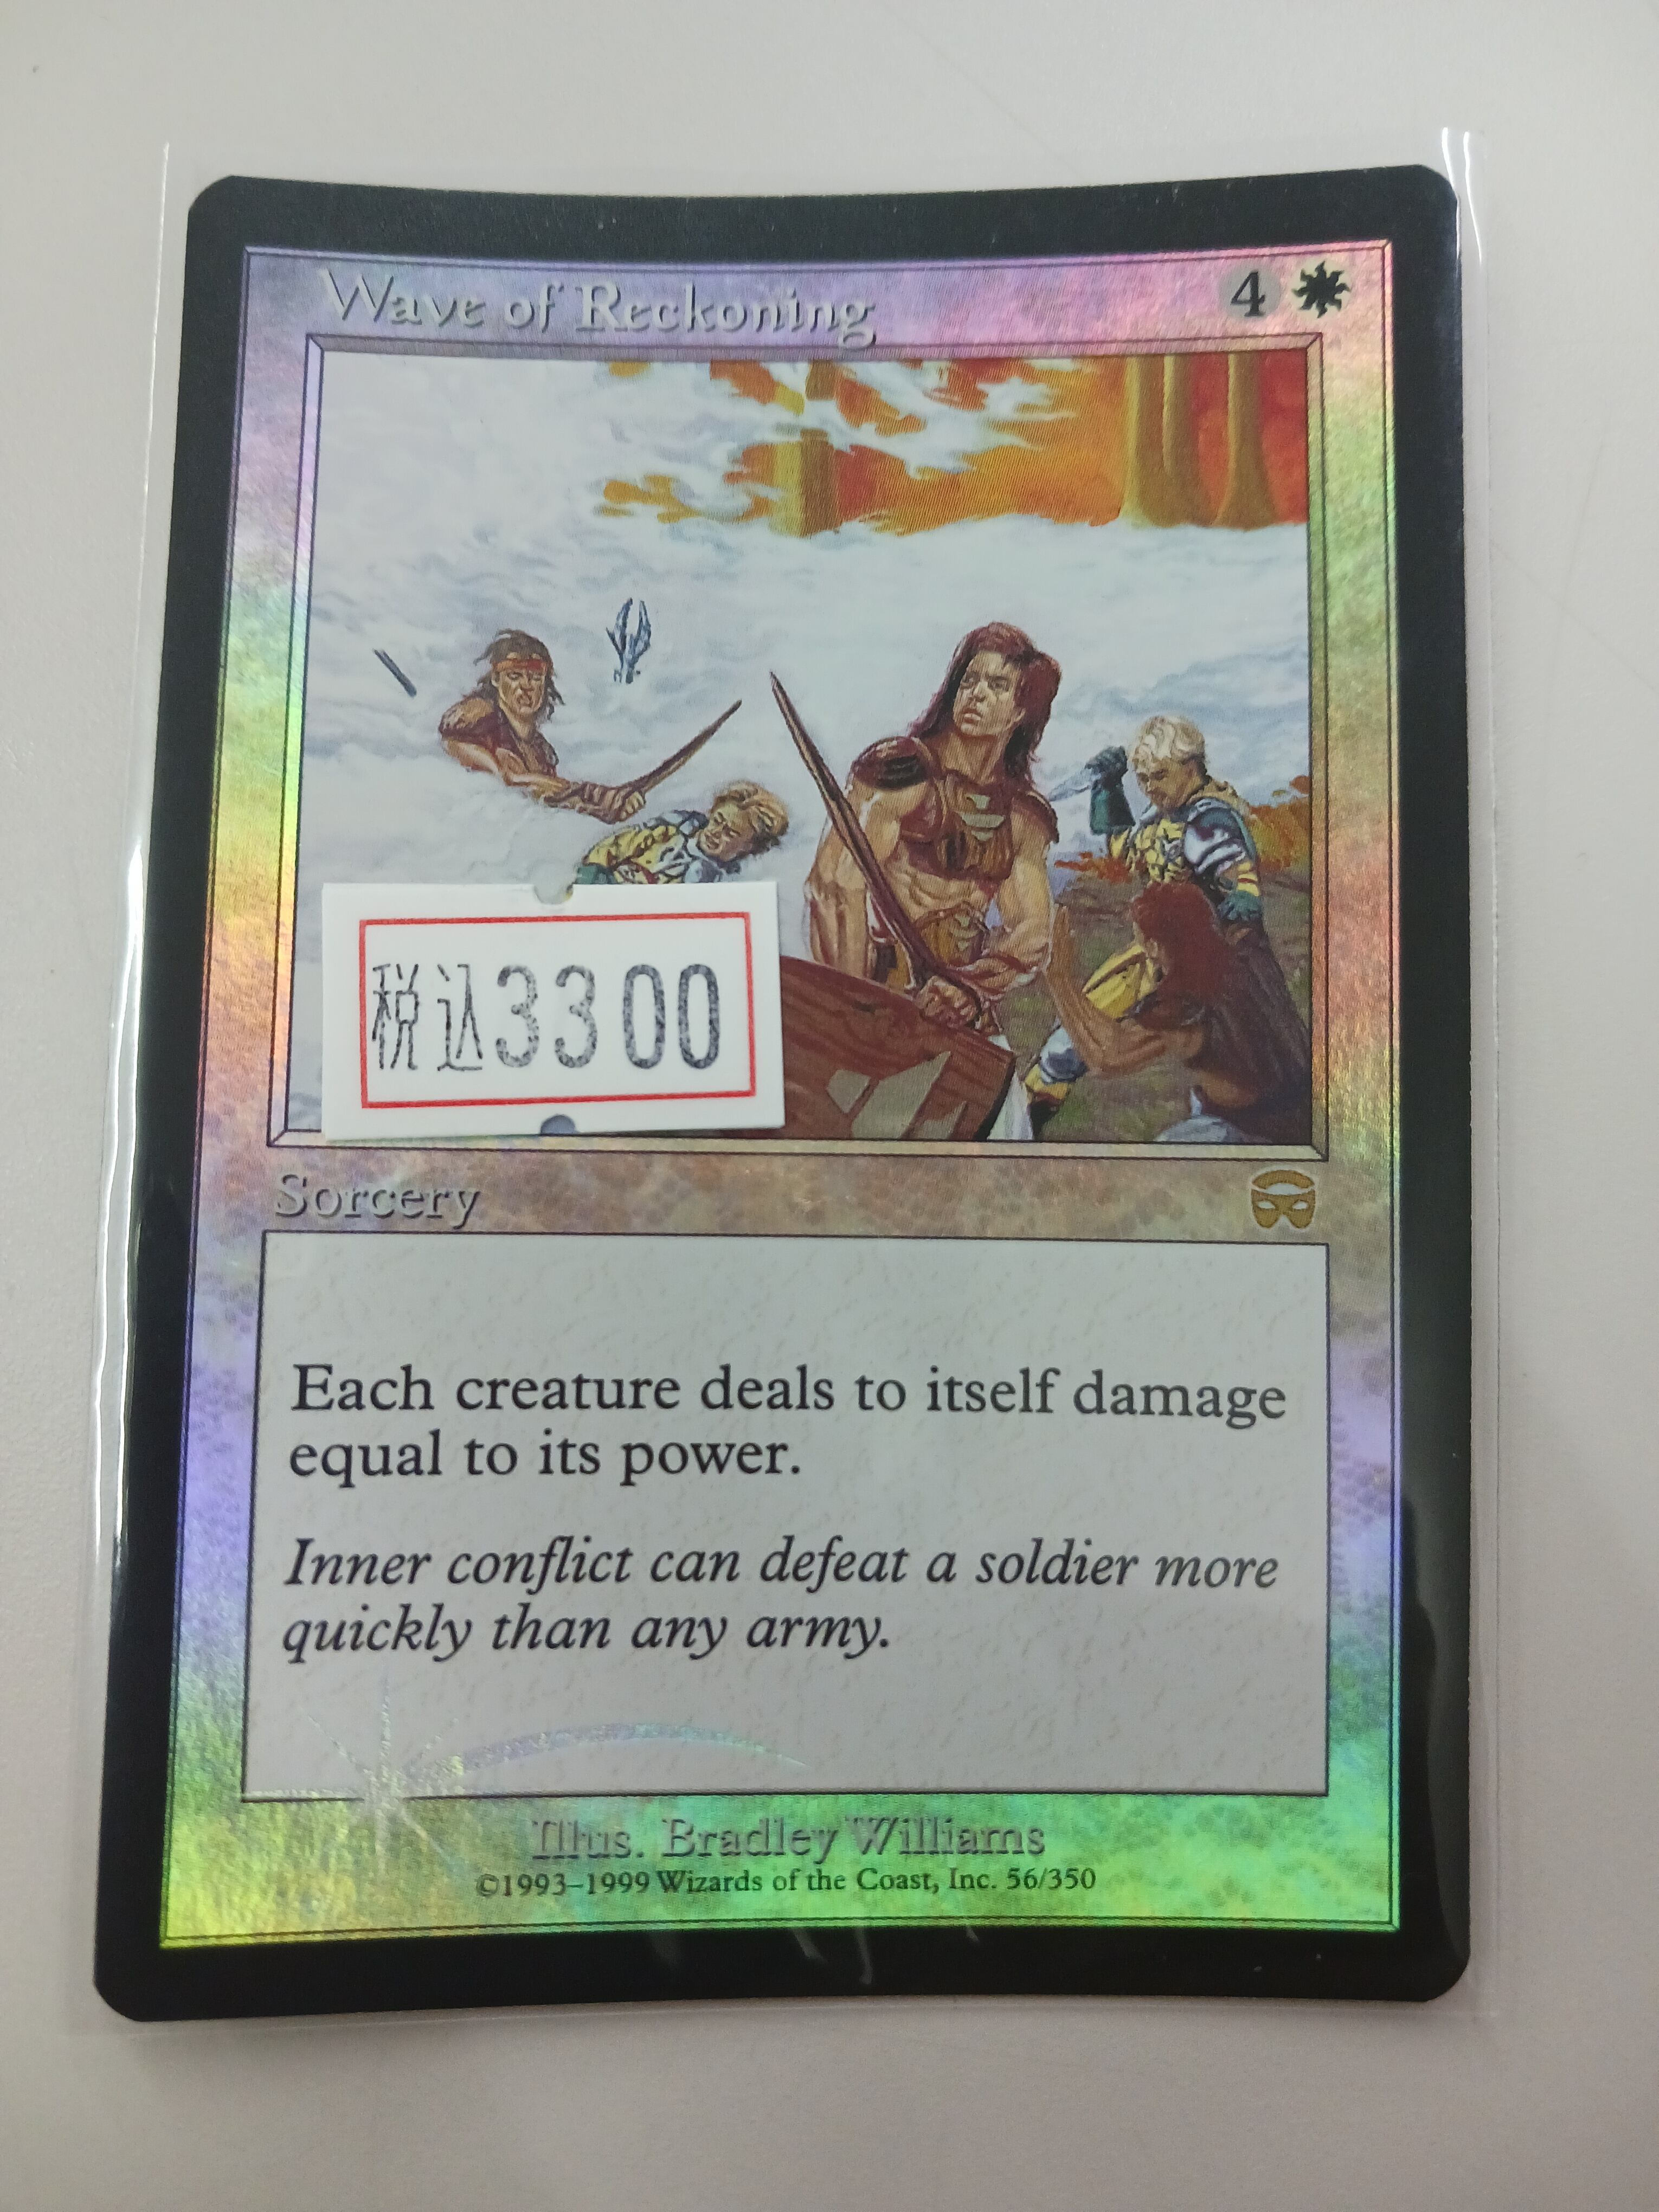 Wave of Reckoning 4
税込3300
Sorcery
Each creature deals to itself damage
equal to its power.
Inner conflict can defeat a soldier more
quickly than any army.
Illus. Bradley Williams
©1993–1999 Wizards of the Coast, Inc. 56/350